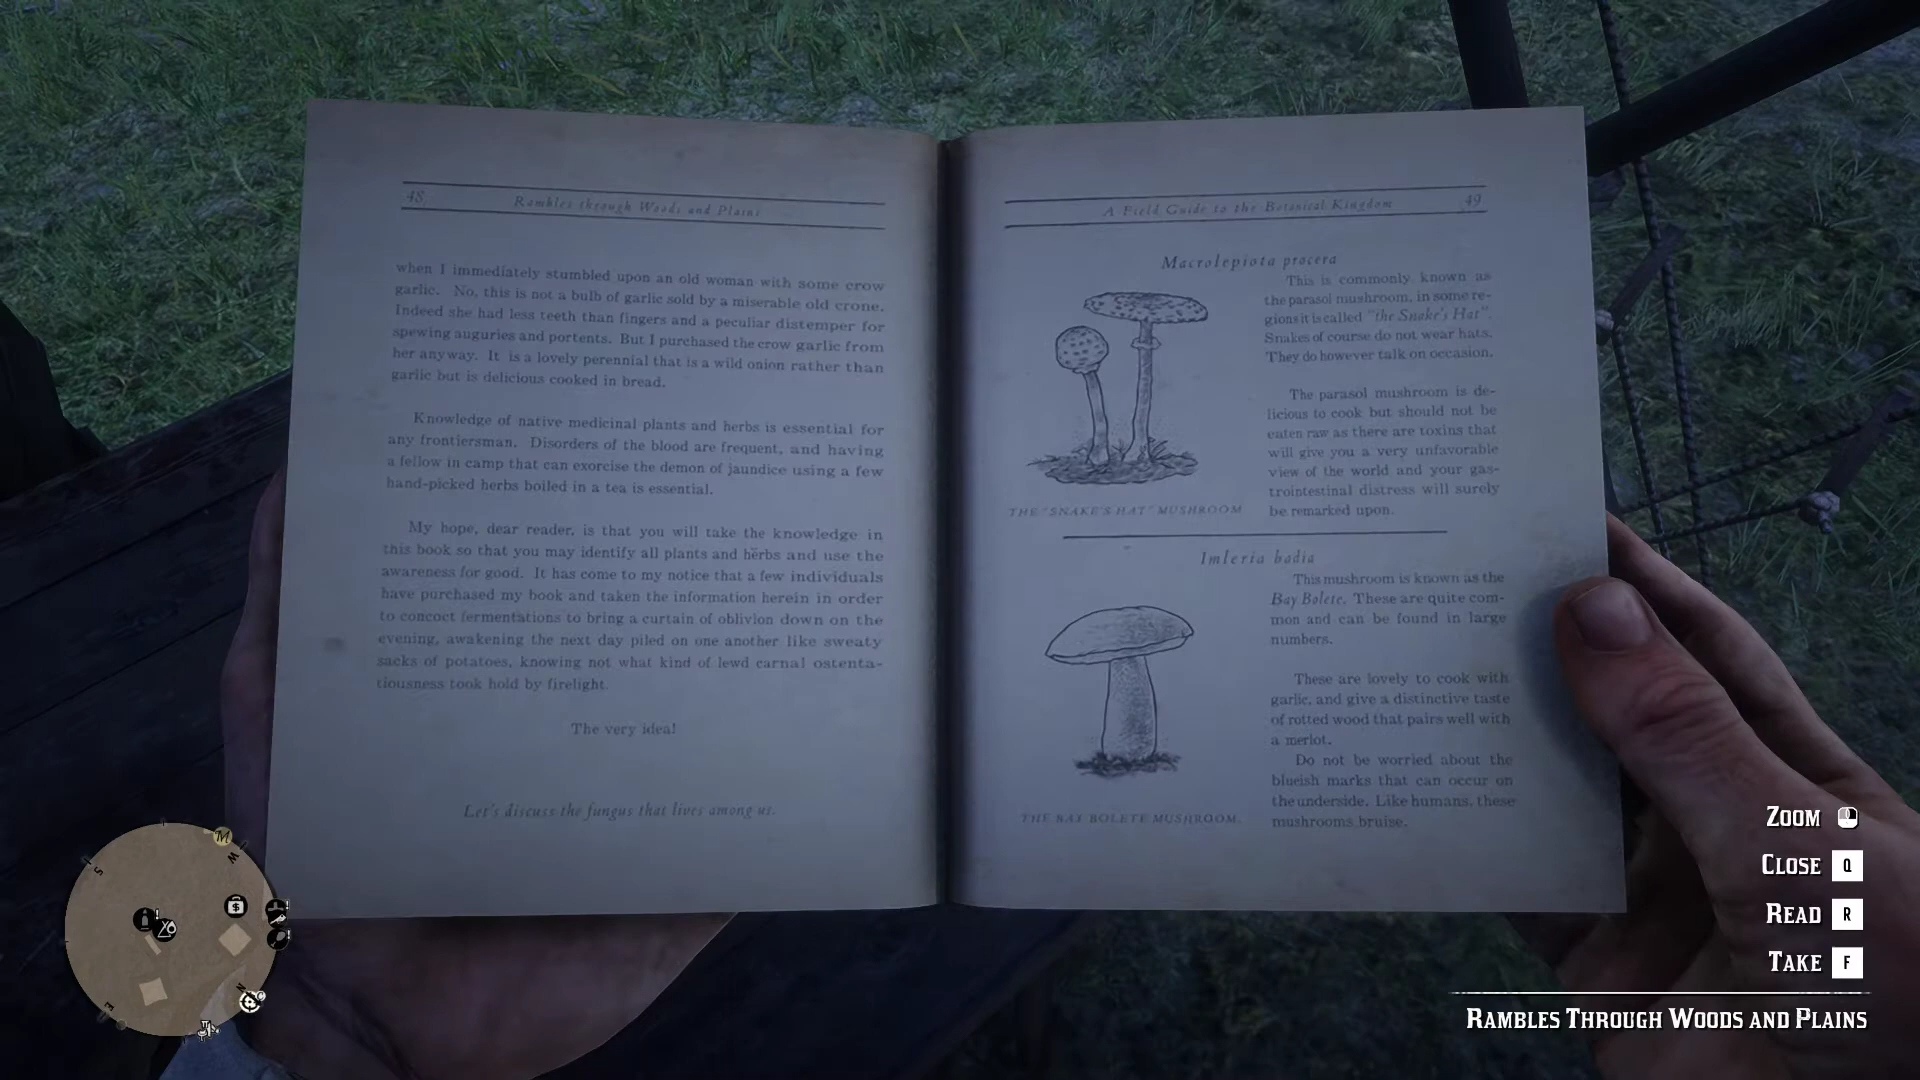 48
Rambles through Woods and Plains
when I immediately stumbled upon an old woman with some crow
garlic. No, this is not a bulb of garlic sold by a miserable old crone.
Indeed she had less teeth than fingers and a peculiar distemper for
spewing auguries and portents. But I purchased the crow garlic from
her anyway. It is a lovely perennial that is a wild onion rather than
garlic but is delicious cooked in bread.
Knowledge of native medicinal plants and herbs is essential for
any frontiersman. Disorders of the blood are frequent, and having
a fellow in camp that can exorcise the demon of jaundice using a few
hand-picked herbs boiled in a tea is essential.
My hope, dear reader, is that you will take the knowledge in
this book so that you may identify all plants and herbs and use the
awareness for good. It has come to my notice that a few individuals
have purchased my book and taken the information herein in order
to concoct fermentations to bring a curtain of oblivion down on the
evening, awakening the next day piled on one another like sweaty
sacks of potatoes, knowing not what kind of lewd carnal ostenta-
tiousness took hold by firelight.
The very idea!
Let's discuss the fungus that lives among us.
A Field Guide to the Botanical Kingdom
49
Macrolepiota procera
This is commonly known as
the parasol mushroom, in some re-
gions it is called "the Snake's Hat".
Snakes of course do not wear hats.
They do however talk on occasion.
The parasol mushroom is de-
licious to cook but should not be
eaten raw as there are toxins that
will give you a very unfavorable
view of the world and your gas-
trointestinal distress will surely
be remarked upon.
THE "SNAKE'S HAT" MUSHROOM
Imleria badia
This mushroom is known as the
Bay Bolete. These are quite com-
mon and can be found in large
numbers.
These are lovely to cook with
garlic, and give a distinctive taste
of rotted wood that pairs well with
a merlot.
Do not be worried about the
blueish marks that can occur on
the underside. Like humans, these
mushrooms bruise.
THE BAY BOLETE MUSHROOM.
M
W
S
N
E
$
ZOOM
CLOSE Q
READ R
TAKE F
RAMBLES THROUGH WOODS AND PLAINS